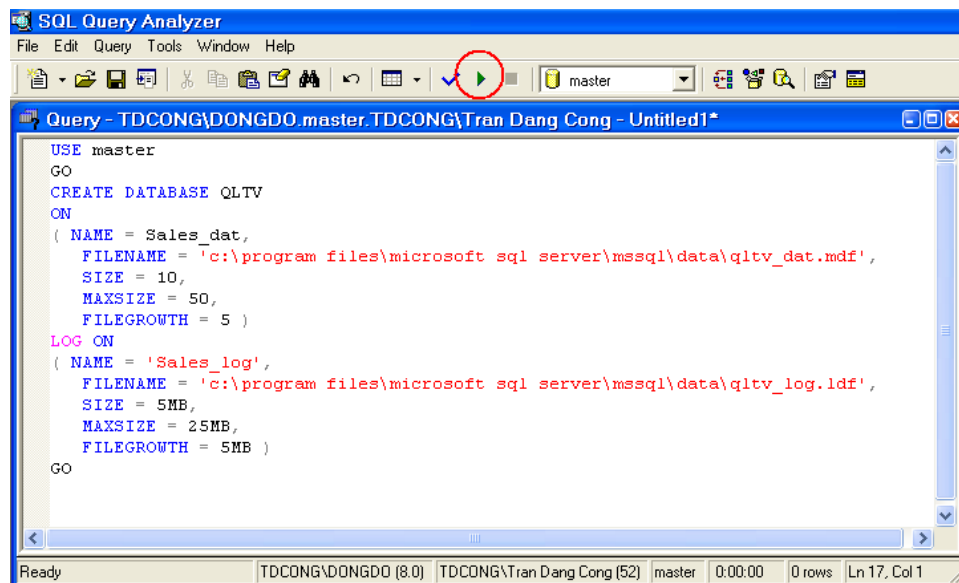 SQL Query Analyzer
File Edit Query Tools Window Help
master
Query - TDCONG\DONGDO.master.TDCONG\Tran Dang Cong - Untitled1*
USE master
GO
CREATE DATABASE QLTV
ON
( NAME = Sales_dat,
FILENAME = 'c:\program files\microsoft sql server\mssql\data\qltv_dat.mdf',
SIZE = 10,
MAXSIZE = 50,
FILEGROWTH = 5 )
LOG ON
( NAME = 'Sales_log',
FILENAME = 'c:\program files\microsoft sql server\mssql\data\qltv_log.ldf',
SIZE = 5MB,
MAXSIZE = 25MB,
FILEGROWTH = 5MB )
GO
Ready TDCONG\DONGDO (8.0) TDCONG\Tran Dang Cong (52) master 0:00:00 0 rows Ln 17, Col 1